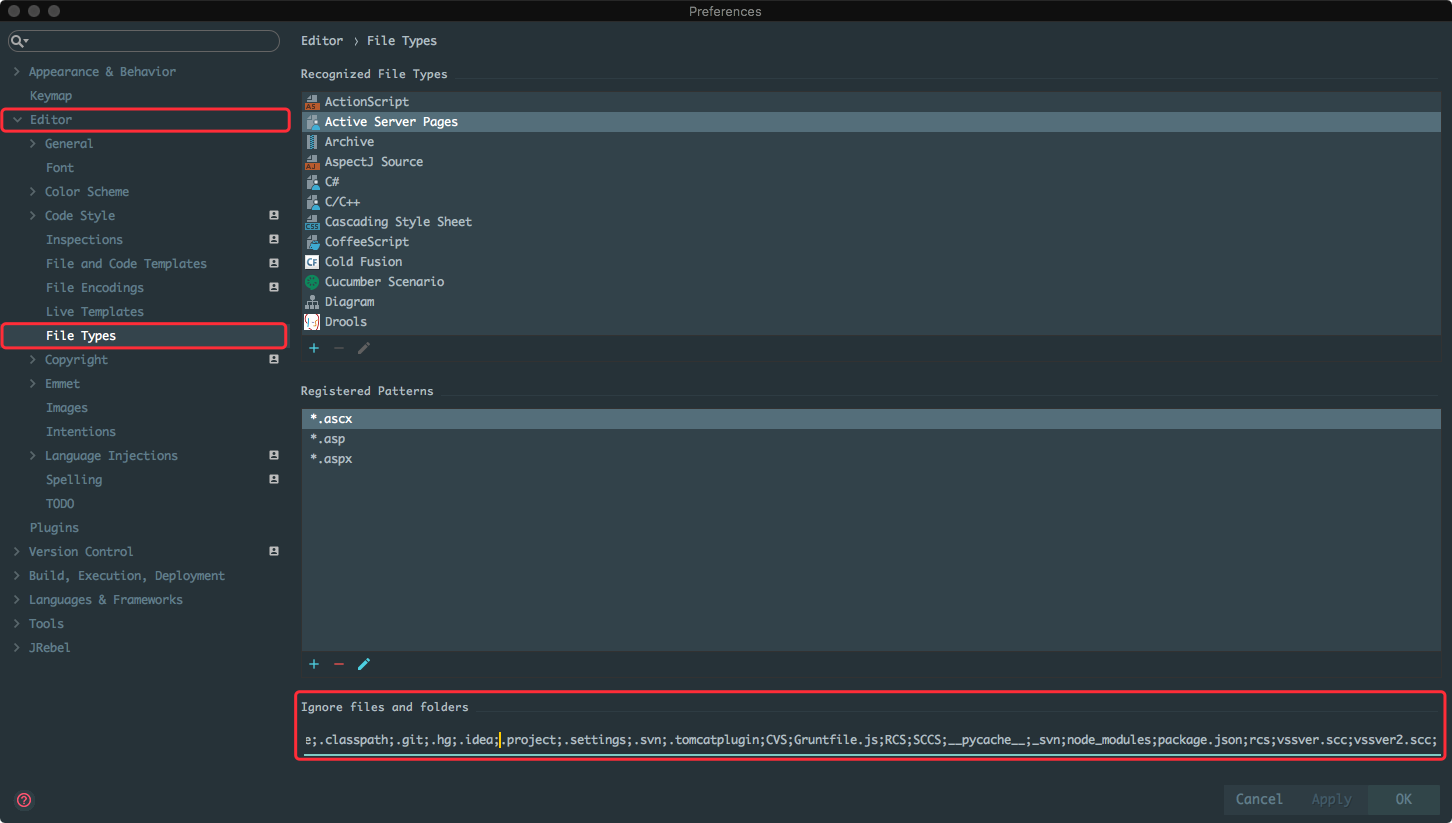 Preferences
Appearance & Behavior
Keymap
Editor
General
Font
Color Scheme
Code Style
Inspections
File and Code Templates
File Encodings
Live Templates
File Types
Copyright
Emmet
Images
Intentions
Language Injections
Spelling
TODO
Plugins
Version Control
Build, Execution, Deployment
Languages & Frameworks
Tools
JRebel
Editor › File Types
Recognized File Types
ActionScript
Active Server Pages
Archive
AspectJ Source
C#
C/C++
Cascading Style Sheet
CoffeeScript
Cold Fusion
Cucumber Scenario
Diagram
Drools
Registered Patterns
*.ascx
*.asp
*.aspx
Ignore files and folders
e;.classpath;.git;.hg;.idea;.project;.settings;.svn;.tomcatplugin;CVS;Gruntfile.js;RCS;SCCS;__pycache__;_svn;node_modules;package.json;rcs;vssver.scc;vssver2.scc;
Cancel Apply OK